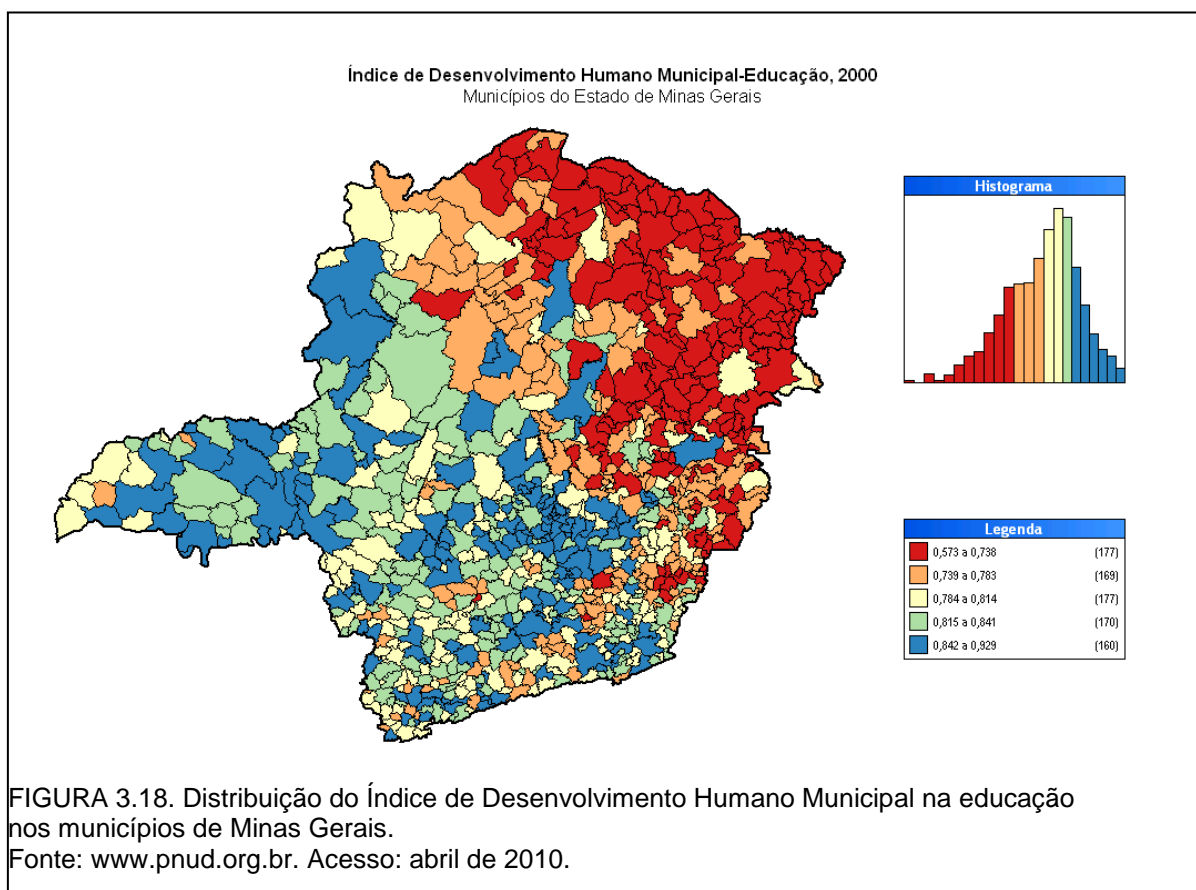 Índice de Desenvolvimento Humano Municipal-Educação, 2000
Municípios do Estado de Minas Gerais
Histograma
Legenda
0,573 a 0,738 (177)
0,739 a 0,783 (169)
0,784 a 0,814 (177)
0,815 a 0,841 (170)
0,842 a 0,929 (160)
FIGURA 3.18. Distribuição do Índice de Desenvolvimento Humano Municipal na educação
nos municípios de Minas Gerais.
Fonte: www.pnud.org.br. Acesso: abril de 2010.